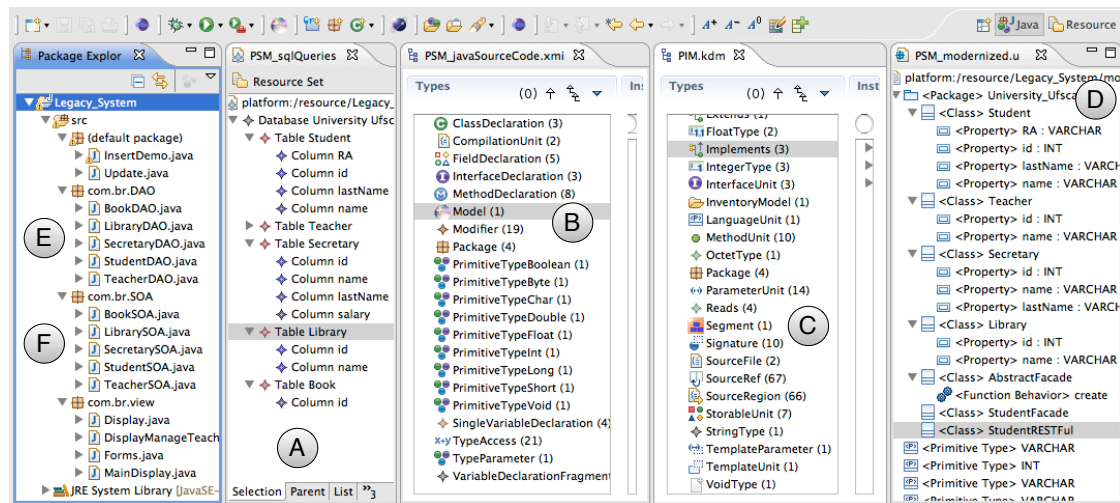 A+ A- A0 Java Resource
Package Explor
Legacy_System
src
(default package)
InsertDemo.java
Update.java
com.br.DAO
BookDAO.java
LibraryDAO.java
SecretaryDAO.java
StudentDAO.java
TeacherDAO.java
com.br.SOA
BookSOA.java
LibrarySOA.java
SecretarySOA.java
StudentSOA.java
TeacherSOA.java
com.br.view
Display.java
DisplayManageTeach
Forms.java
MainDisplay.java
JRE System Library [JavaSE-
E
F
PSM_sqlQueries
Resource Set
platform:/resource/Legacy_
Database University Ufsc
Table Student
Column RA
Column id
Column lastName
Column name
Table Teacher
Table Secretary
Column id
Column name
Column lastName
Column salary
Table Library
Column id
Column name
Table Book
Column id
A
Selection Parent List »3
PSM_javaSourceCode.xmi
Types (0) Ins
ClassDeclaration (3)
CompilationUnit (2)
FieldDeclaration (5)
InterfaceDeclaration (3)
MethodDeclaration (8)
Model (1)
Modifier (19)
Package (4)
PrimitiveTypeBoolean (1)
PrimitiveTypeByte (1)
PrimitiveTypeChar (1)
PrimitiveTypeDouble (1)
PrimitiveTypeFloat (1)
PrimitiveTypeInt (1)
PrimitiveTypeLong (1)
PrimitiveTypeShort (1)
PrimitiveTypeVoid (1)
SingleVariableDeclaration (4)
TypeAccess (21)
TypeParameter (1)
VariableDeclarationFragment
B
PIM.kdm
Types (0) Inst
Extends (1)
FloatType (2)
Implements (3)
IntegerType (3)
InterfaceUnit (3)
InventoryModel (1)
LanguageUnit (1)
MethodUnit (10)
OctetType (1)
Package (4)
ParameterUnit (14)
Reads (4)
Segment (1)
Signature (10)
SourceFile (2)
SourceRef (67)
SourceRegion (66)
StorableUnit (7)
StringType (1)
TemplateParameter (1)
TemplateUnit (1)
VoidType (1)
C
PSM_modernized.u
platform:/resource/Legacy_System/mo
<Package> University_Ufsca
D
<Class> Student
<Property> RA : VARCHAR
<Property> id : INT
<Property> lastName : VARCH
<Property> name : VARCHAR
<Class> Teacher
<Property> id : INT
<Property> name : VARCHAR
<Class> Secretary
<Property> id : INT
<Property> name : VARCHAR
<Property> lastName : VARCH
<Class> Library
<Property> id : INT
<Property> name : VARCHAR
<Class> AbstractFacade
<Function Behavior> create
<Class> StudentFacade
<Class> StudentRESTFul
<Primitive Type> VARCHAR
<Primitive Type> INT
<Primitive Type> VARCHAR
<Primitive Type> VARCHAR